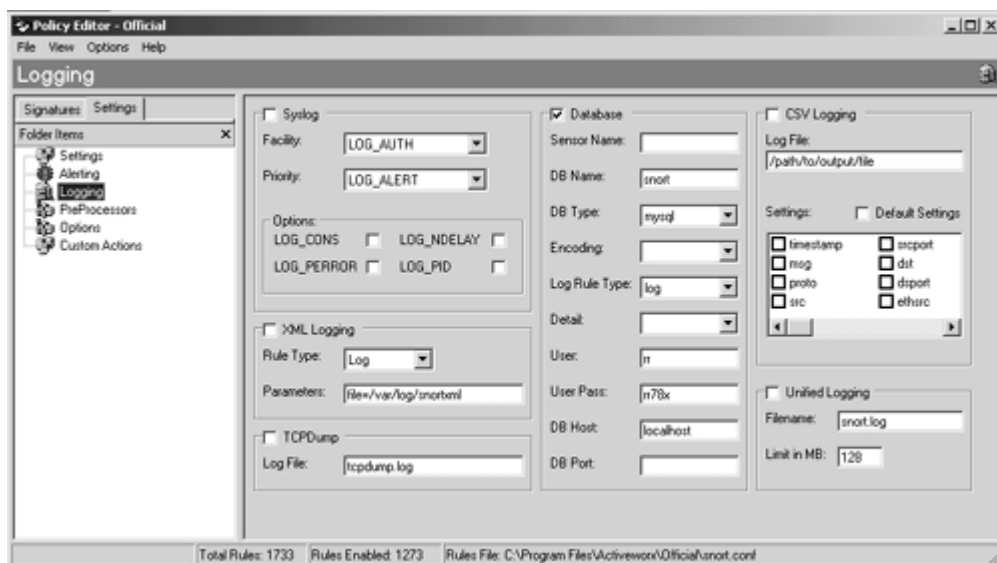 Policy Editor - Official
File View Options Help
Logging
Signatures Settings
Folder Items
Settings
Alerting
Logging
PreProcessors
Options
Custom Actions
Syslog
Facility: LOG_AUTH
Priority: LOG_ALERT
Options:
LOG_CONS LOG_NDELAY
LOG_PERROR LOG_PID
XML Logging
Rule Type: Log
Parameters: file=/var/log/snortxml
TCPDump
Log File: tcpdump.log
Database
Sensor Name:
DB Name: snort
DB Type: mysql
Encoding:
Log Rule Type: log
Detail:
User:
User Pass: rr78x
DB Host: localhost
DB Port:
CSV Logging
Log File:
/path/to/output/file
Settings: Default Settings
timestamp srcport
msg dst
proto dsport
src ethsrc
Unified Logging
Filename: snort.log
Limit in MB: 128
Total Rules: 1733 Rules Enabled: 1273 Rules File: C:\Program Files\Activeworx\Official\snort.conf